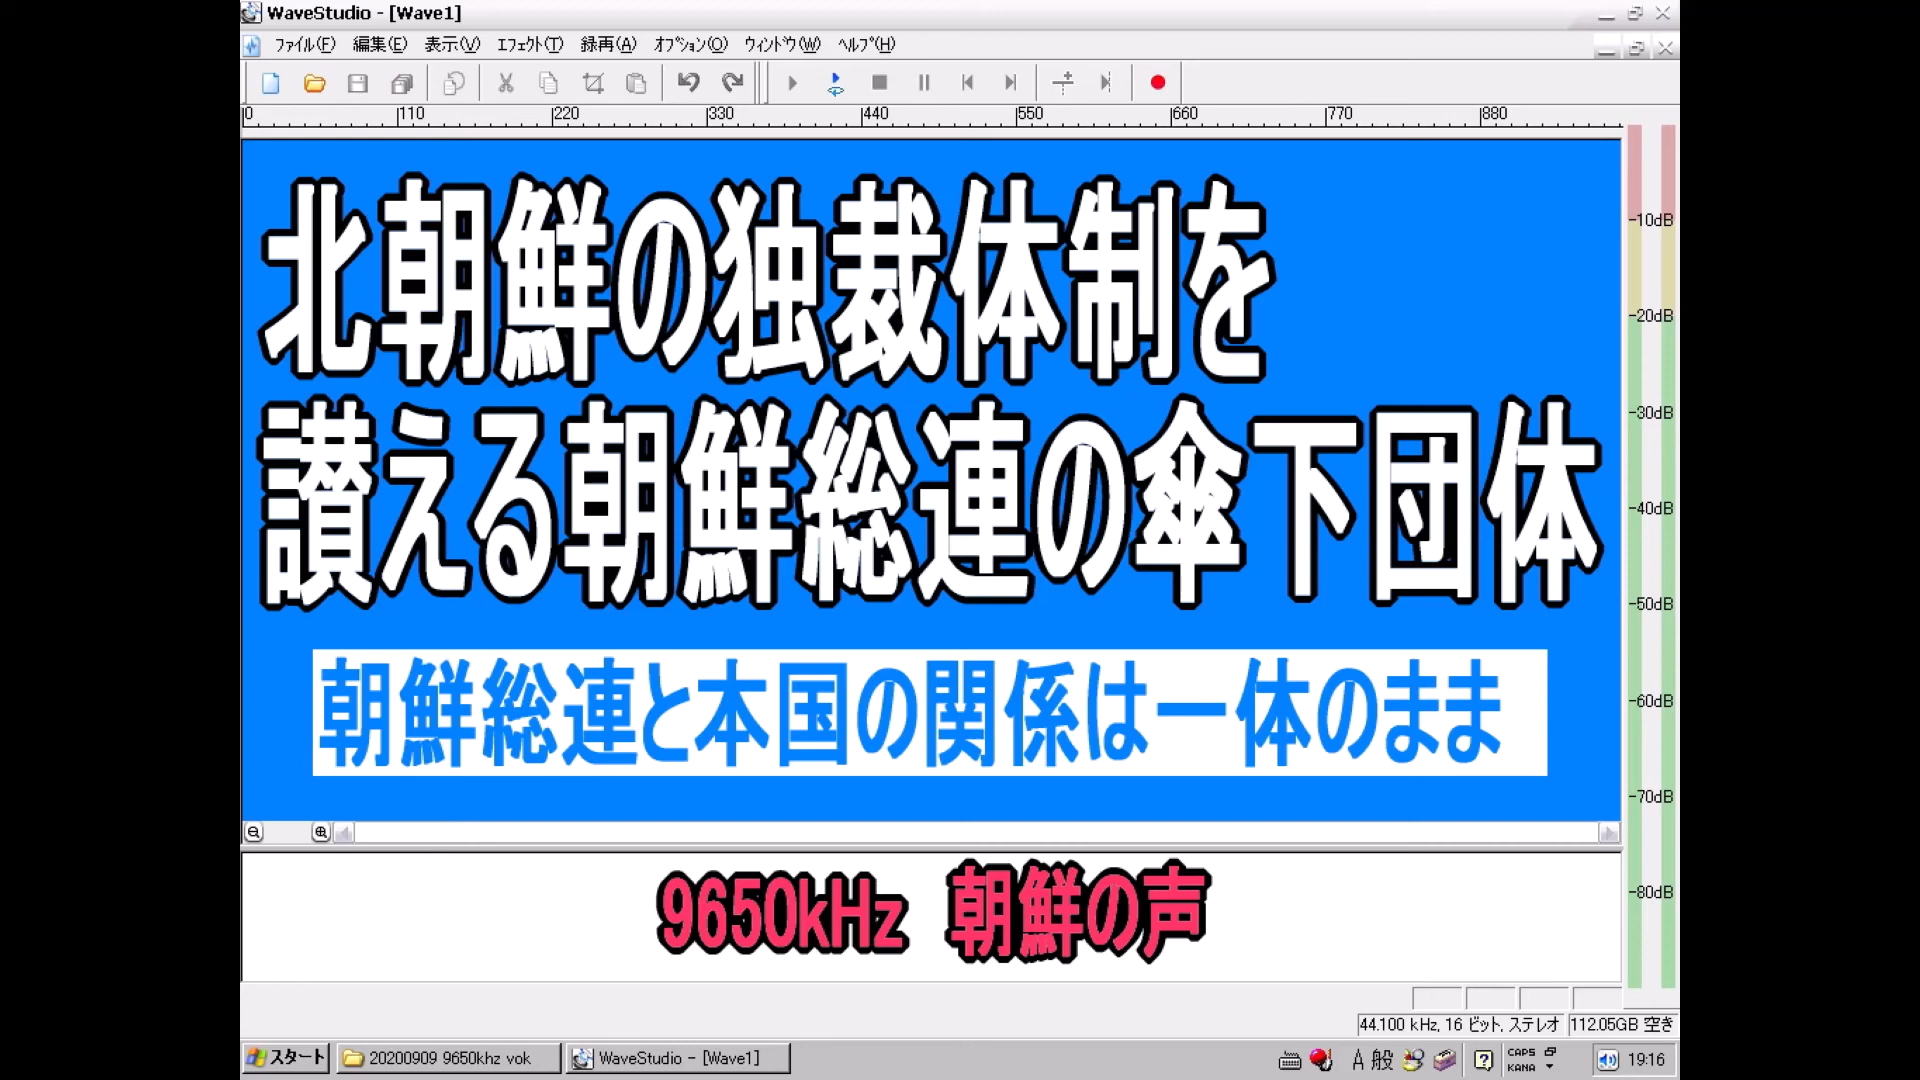 WaveStudio - [Wave1]
ファイル(F) 編集(E) 表示(V) エフェクト(T) 録再(A) オプション(O) ウィンドウ(W) ヘルプ(H)
0 110 220 330 440 550 660 770 880
北朝鮮の独裁体制を
讃える朝鮮総連の傘下団体
朝鮮総連と本国の関係は一体のまま
9650kHz 朝鮮の声
-10dB
-20dB
-30dB
-40dB
-50dB
-60dB
-70dB
-80dB
44.100 kHz, 16 ビット, ステレオ 112.05GB 空き
スタート 20200909 9650khz vok WaveStudio - [Wave1] A 般 CAPS KANA 19:16